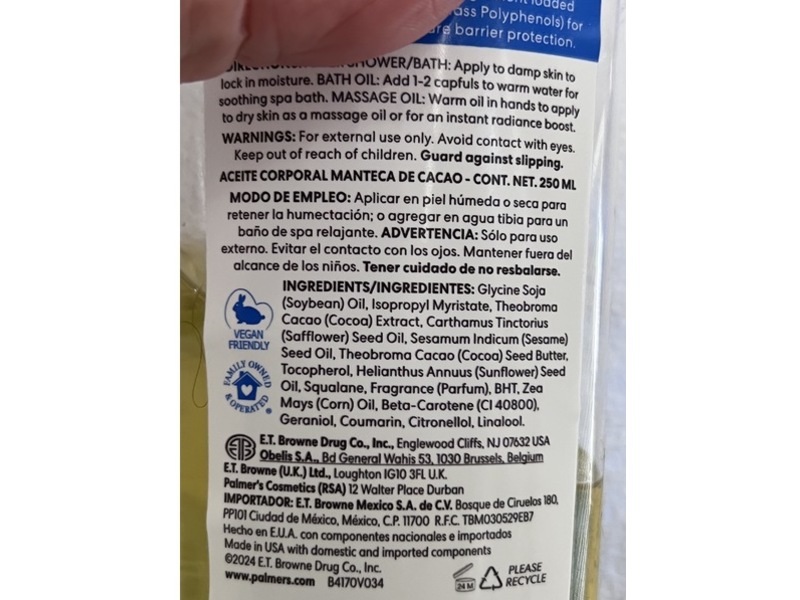 loaded
ass Polyphenols) for
re barrier protection.
SHOWER/BATH: Apply to damp skin to
lock in moisture. BATH OIL: Add 1-2 capfuls to warm water for
soothing spa bath. MASSAGE OIL: Warm oil in hands to apply
to dry skin as a massage oil or for an instant radiance boost.
WARNINGS: For external use only. Avoid contact with eyes.
Keep out of reach of children. Guard against slipping.
ACEITE CORPORAL MANTECA DE CACAO - CONT. NET. 250 ML
MODO DE EMPLEO: Aplicar en piel húmeda o seca para
retener la humectación; o agregar en agua tibia para un
baño de spa relajante. ADVERTENCIA: Sólo para uso
externo. Evitar el contacto con los ojos. Mantener fuera del
alcance de los niños. Tener cuidado de no resbalarse.
INGREDIENTS/INGREDIENTES: Glycine Soja
(Soybean) Oil, Isopropyl Myristate, Theobroma
Cacao (Cocoa) Extract, Carthamus Tinctorius
(Safflower) Seed Oil, Sesamum Indicum (Sesame)
Seed Oil, Theobroma Cacao (Cocoa) Seed Butter,
Tocopherol, Helianthus Annuus (Sunflower) Seed
Oil, Squalane, Fragrance (Parfum), BHT, Zea
Mays (Corn) Oil, Beta-Carotene (CI 40800),
Geraniol, Coumarin, Citronellol, Linalool.
VEGAN
FRIENDLY
FAMILY OWNED
& OPERATED
®
ETB
E.T. Browne Drug Co., Inc., Englewood Cliffs, NJ 07632 USA
Obelis S.A., Bd General Wahis 53, 1030 Brussels, Belgium
E.T. Browne (U.K.) Ltd., Loughton IG10 3FL U.K.
Palmer's Cosmetics (RSA) 12 Walter Place Durban
IMPORTADOR: E.T. Browne Mexico S.A. de C.V. Bosque de Ciruelos 180,
PP101 Ciudad de México, México, C.P. 11700 R.F.C. TBM030529EB7
Hecho en E.U.A. con componentes nacionales e importados
Made in USA with domestic and imported components
©2024 E.T. Browne Drug Co., Inc.
www.palmers.com B4170V034
24 M
PLEASE
RECYCLE